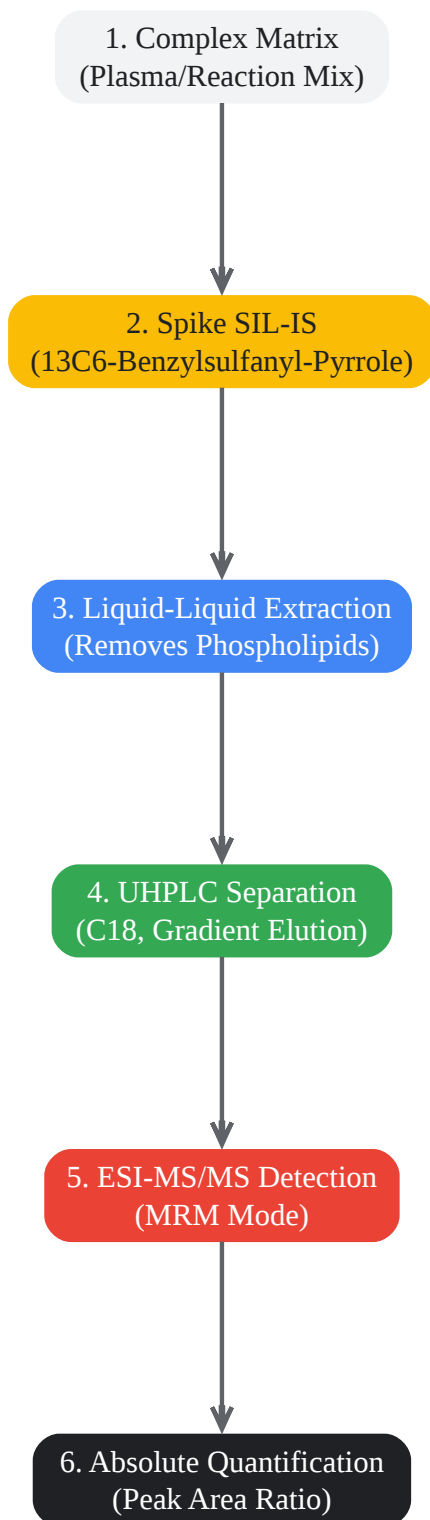 1. Complex Matrix
(Plasma/Reaction Mix)
2. Spike SIL-IS
(13C6-Benzylsulfanyl-Pyrrole)
3. Liquid-Liquid Extraction
(Removes Phospholipids)
4. UHPLC Separation
(C18, Gradient Elution)
5. ESI-MS/MS Detection
(MRM Mode)
6. Absolute Quantification
(Peak Area Ratio)